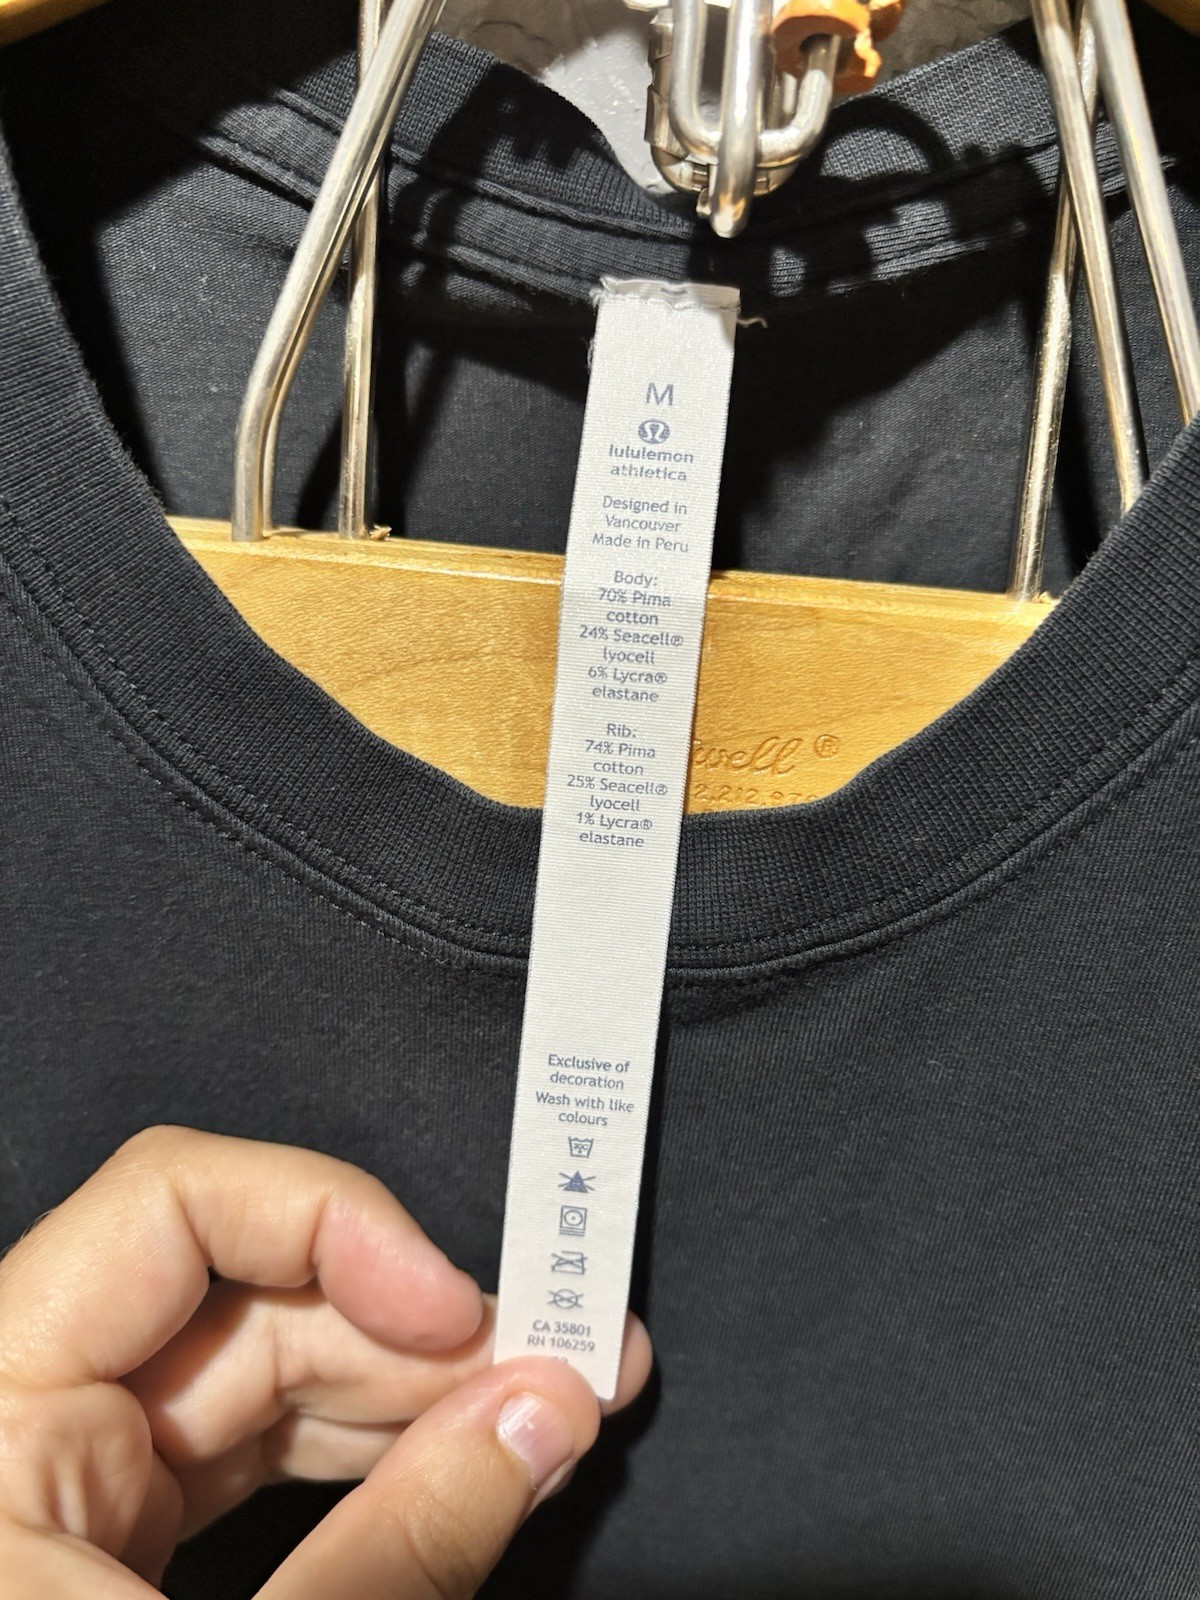 M
lululemon
athletica
Designed in
Vancouver
Made in Peru
Body:
70% Pima
cotton
24% Seacell®
lyocell
6% Lycra®
elastane
Rib:
74% Pima
cotton
25% Seacell®
lyocell
1% Lycra®
elastane
Exclusive of
decoration
Wash with like
colours
30C
CA 35801
RN 106259